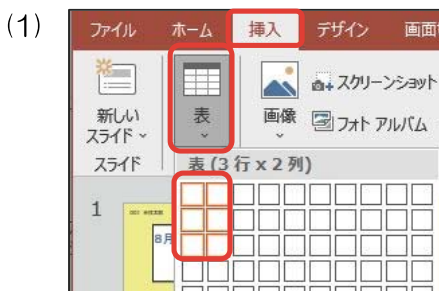 (1)
ファイル ホーム 挿入 デザイン 画面
新しい
スライド
表
画像
スクリーンショット
フォト アルバム
スライド
表 (3 行 x 2 列)
1
8月